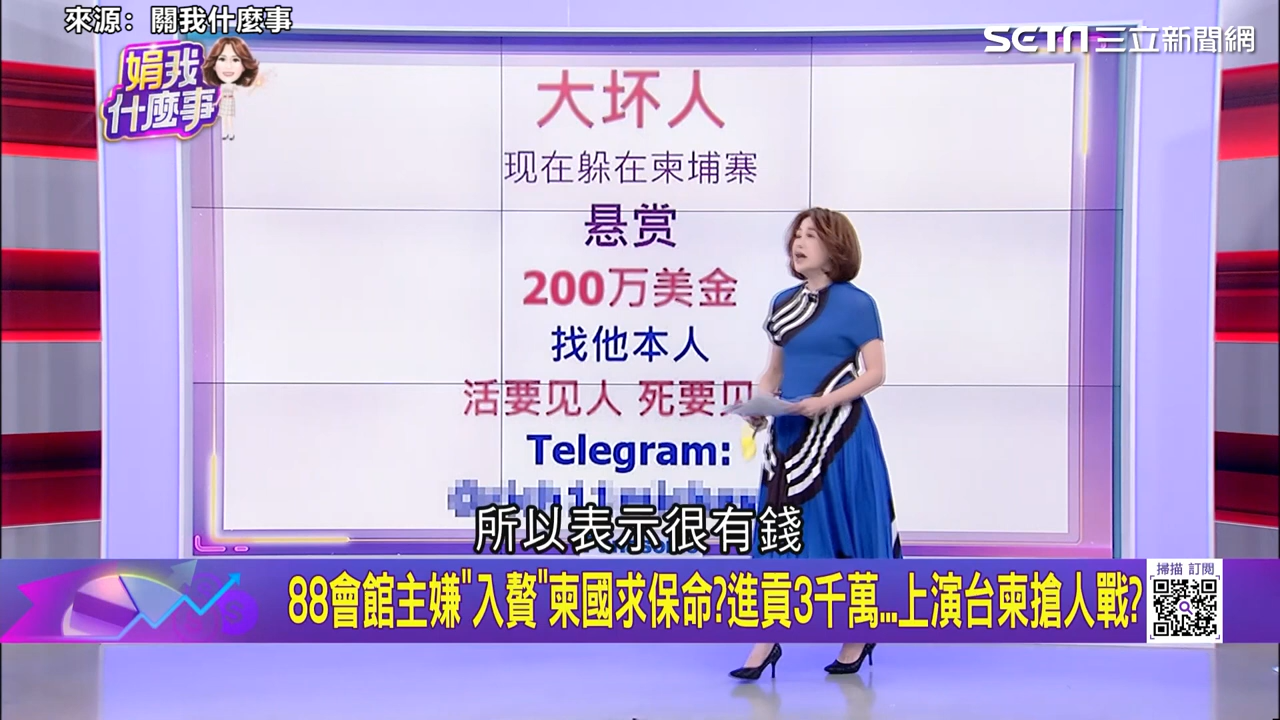 來源：關我什麼事
SETN三立新聞網
娟我
什麼事
大坏人
现在躲在柬埔寨
悬赏
200万美金
找他本人
活要见人 死要见
Telegram:
所以表示很有錢
88會館主嫌"入贅"柬國求保命?進貢3千萬...上演台柬搶人戰?
掃描 訂閱